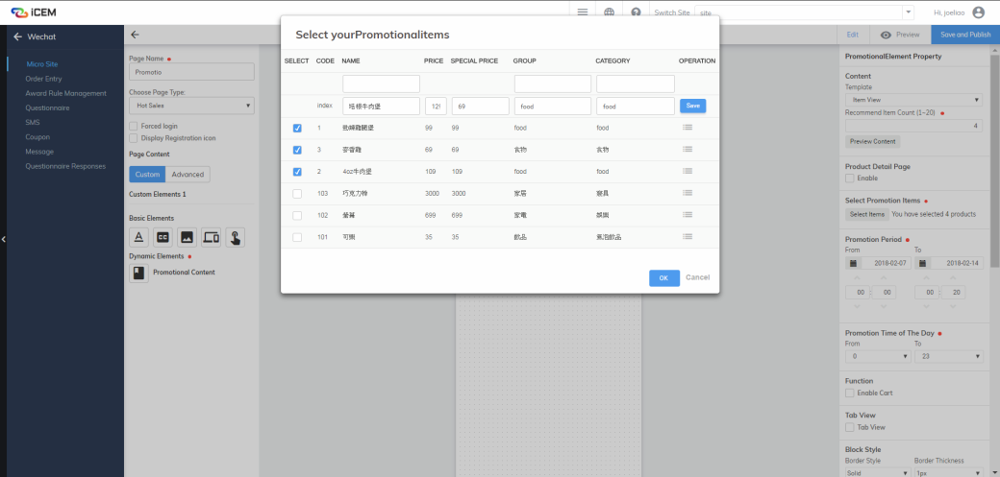 iCEM
Switch Site
site
Hi, joeliao
Wechat
Edit
Preview
Save and Publish
Micro Site
Order Entry
Award Rule Management
Questionnaire
SMS
Coupon
Message
Questionnaire Responses
Page Name
Promotio
Choose Page Type:
Hot Sales
Forced login
Display Registration icon
Page Content
Custom
Advanced
Custom Elements 1
Basic Elements
Dynamic Elements
Promotional Content
Select yourPromotionalitems
SELECT CODE NAME PRICE SPECIAL PRICE GROUP CATEGORY OPERATION
index 培根牛肉堡 69 food food Save
1 勁辣雞腿堡 99 99 food food
3 麥香雞 69 69 食物 食物
2 4oz牛肉堡 109 109 food food
103 巧克力棒 3000 3000 家居 寢具
102 螢幕 699 699 家電 娛樂
101 可樂 35 35 飲品 氣泡飲品
OK Cancel
PromotionalElement Property
Content
Template
Item View
Recommend Item Count (1~20)
4
Preview Content
Product Detail Page
Enable
Select Promotion Items
Select Items You have selected 4 products
Promotion Period
From To
2018-02-07 2018-02-14
00 : 00 00 : 20
Promotion Time of The Day
From To
0 23
Function
Enable Cart
Tab View
Tab View
Block Style
Border Style Border Thickness
Solid 1px